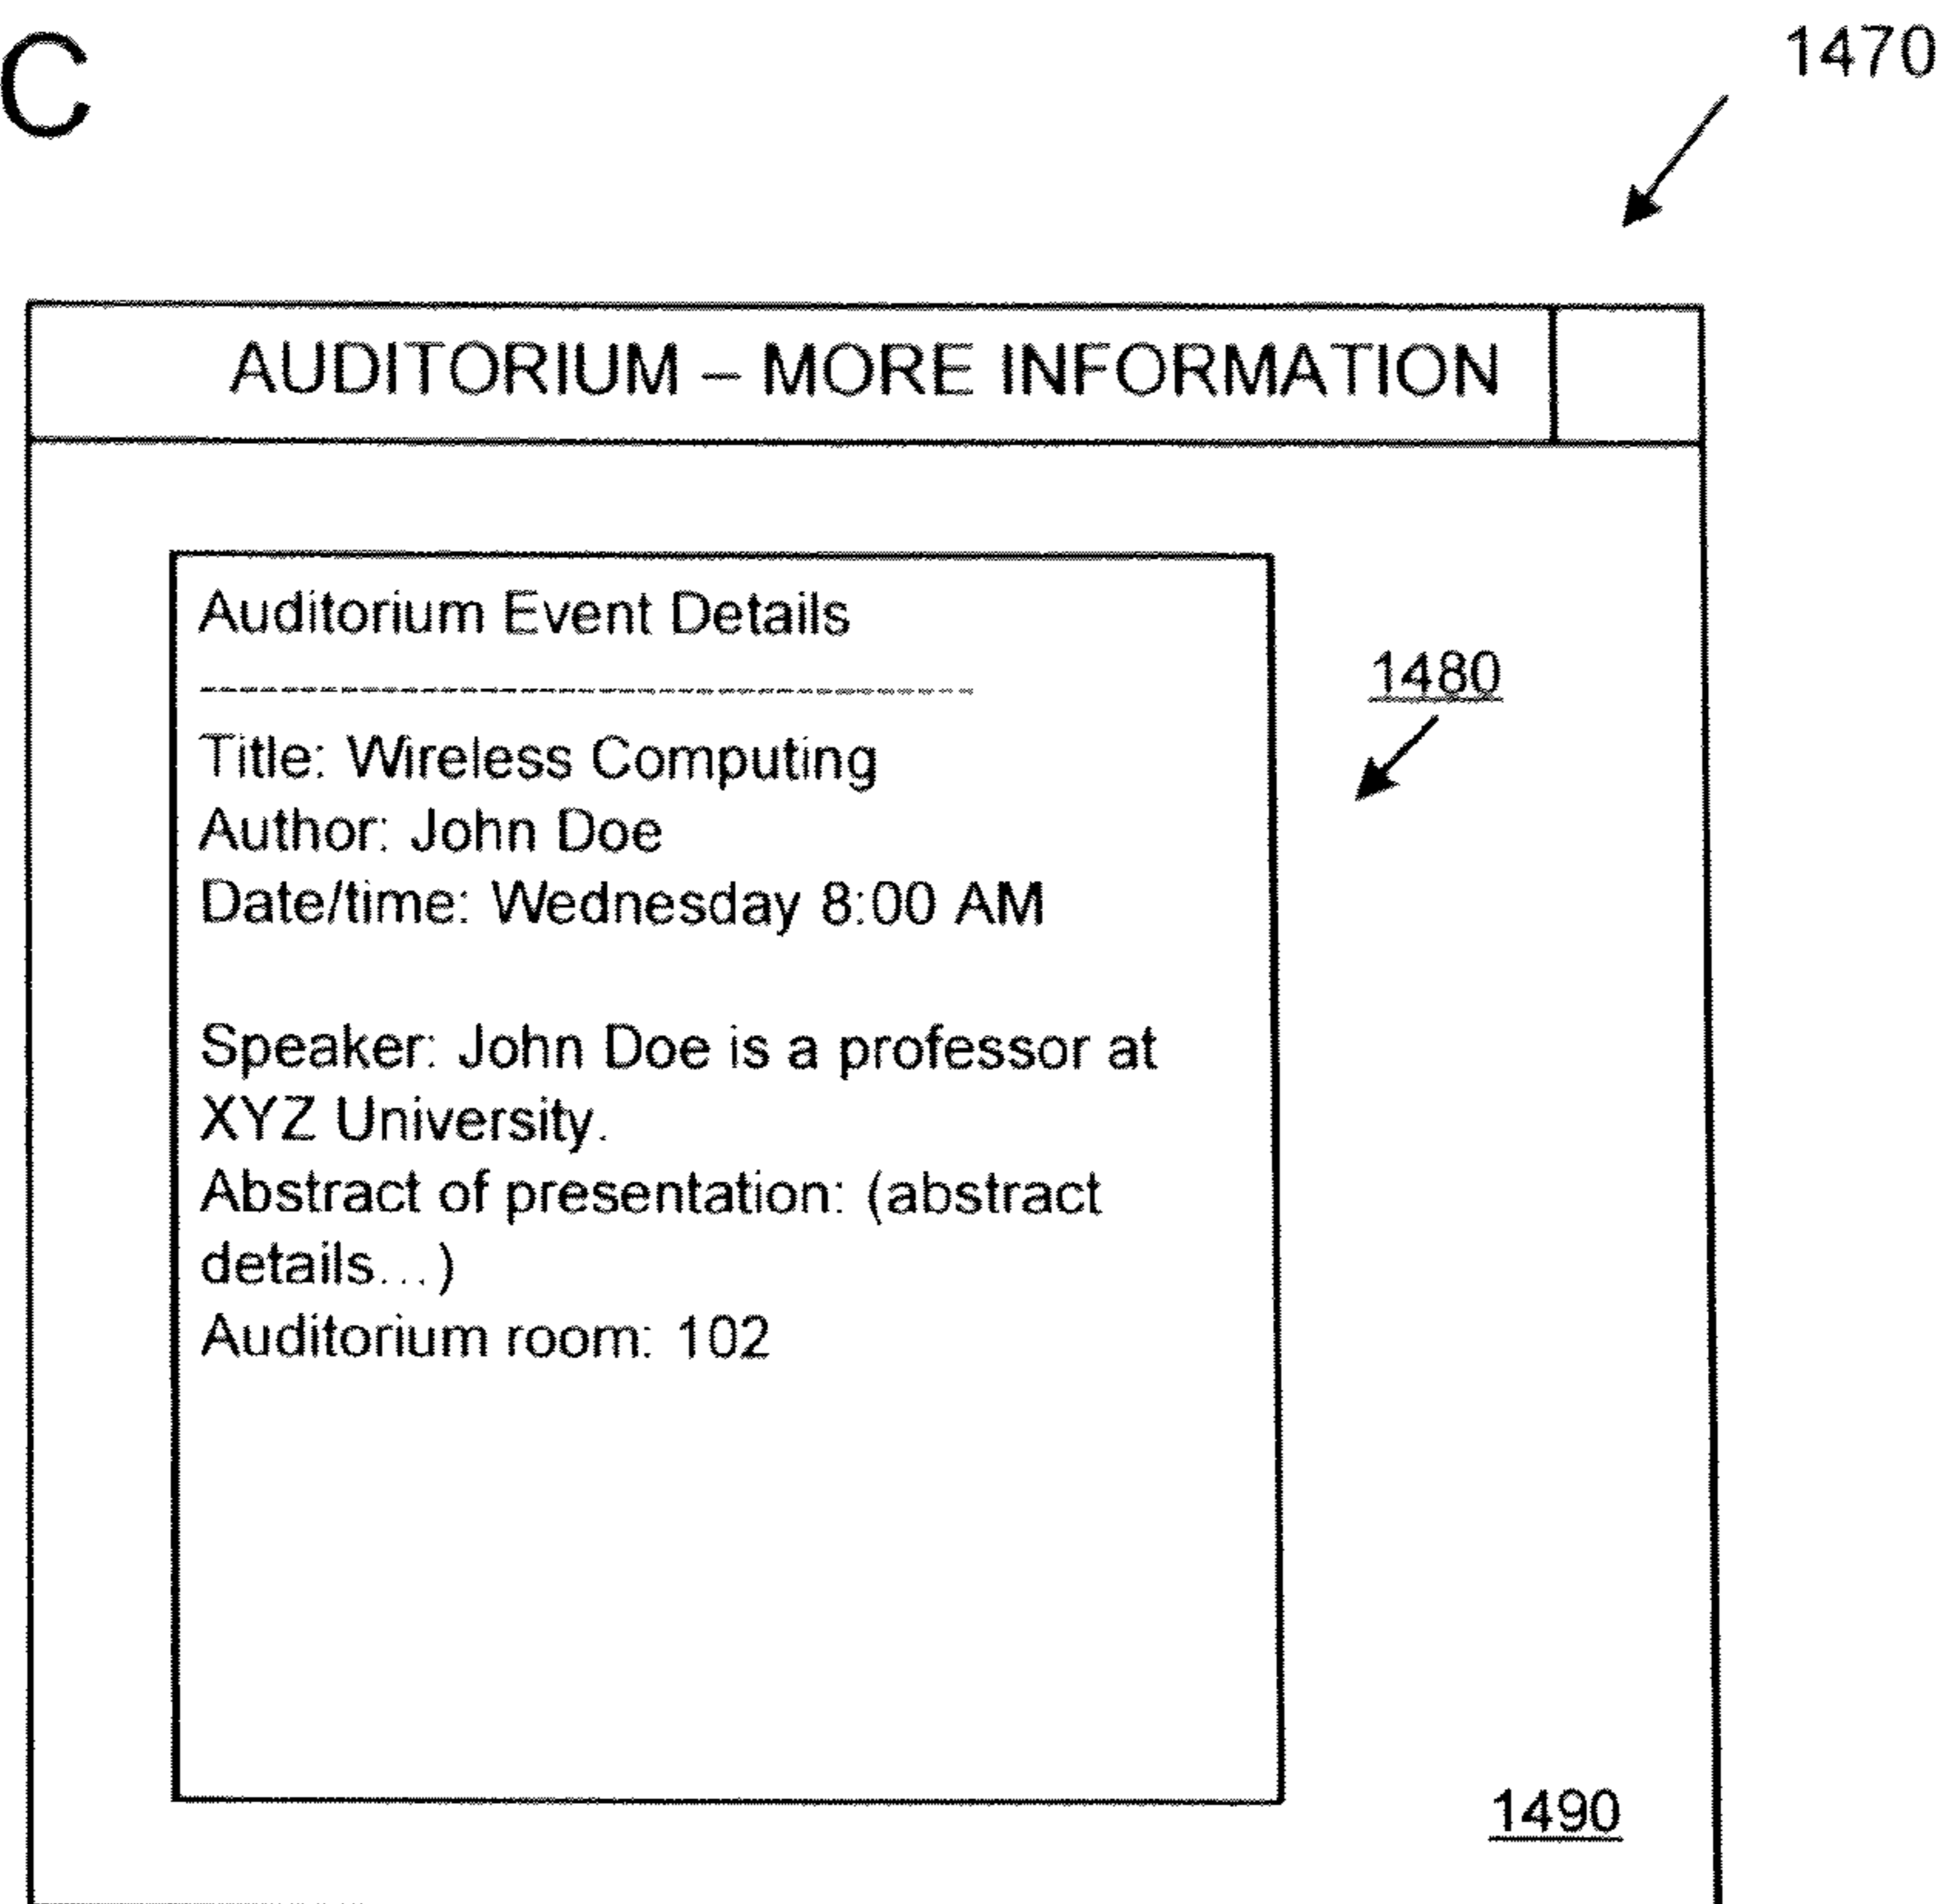 C
1470
AUDITORIUM – MORE INFORMATION
Auditorium Event Details
--------------------------------------------
1480
Title: Wireless Computing
Author: John Doe
Date/time: Wednesday 8:00 AM
Speaker: John Doe is a professor at
XYZ University.
Abstract of presentation: (abstract
details...)
Auditorium room: 102
1490